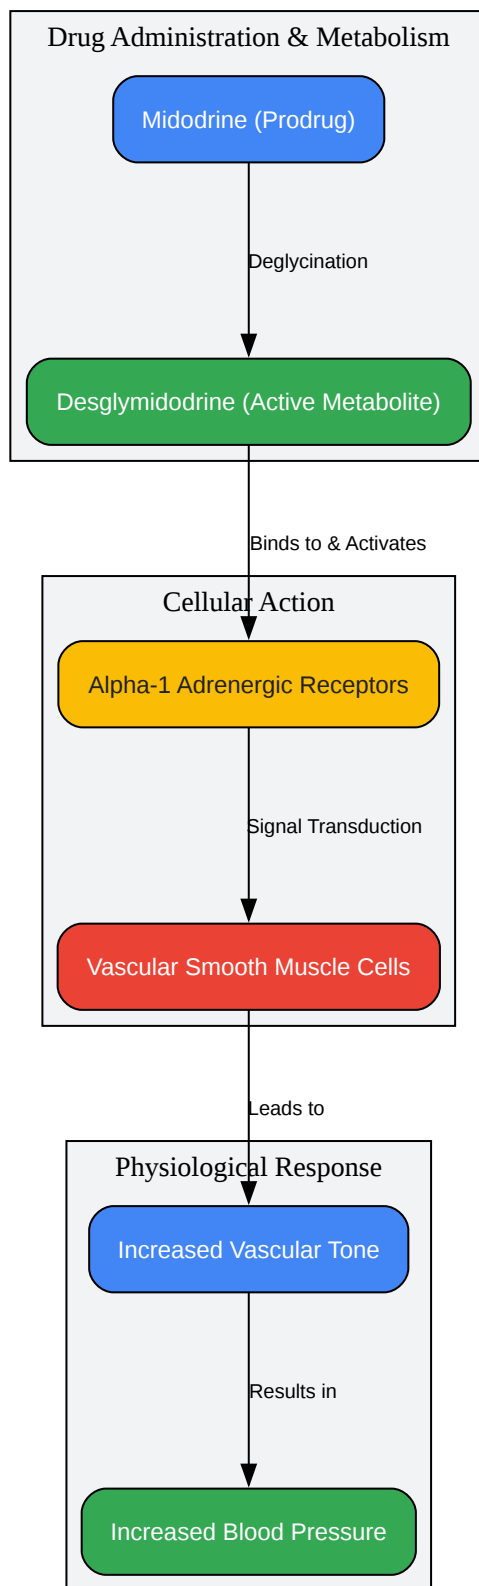 Drug Administration & Metabolism
Midodrine (Prodrug)
Deglycination
Desglymidodrine (Active Metabolite)
Binds to & Activates
Cellular Action
Alpha-1 Adrenergic Receptors
Signal Transduction
Vascular Smooth Muscle Cells
Leads to
Physiological Response
Increased Vascular Tone
Results in
Increased Blood Pressure